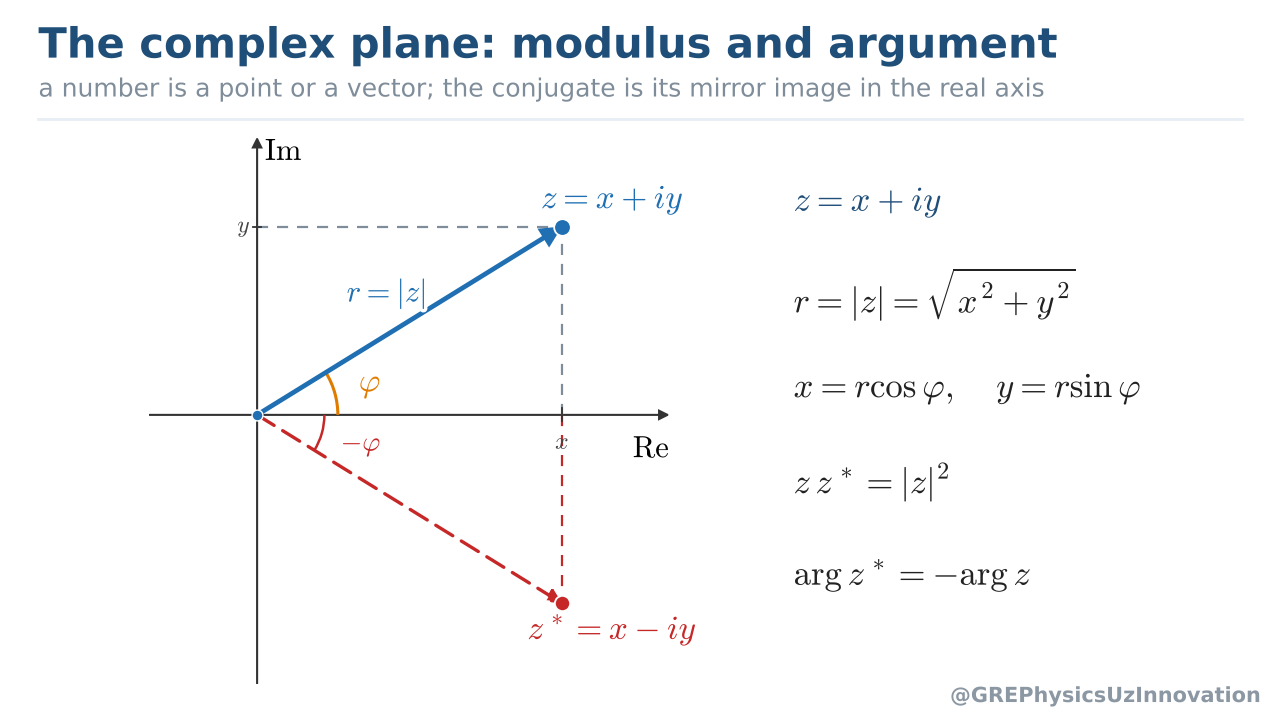 The complex plane: modulus and argument
a number is a point or a vector; the conjugate is its mirror image in the real axis
Im
z = x + iy
y
r = |z|
φ
−φ
x
Re
z* = x − iy
z = x + iy
r = |z| = √(x² + y²)
x = r cos φ, y = r sin φ
z z* = |z|²
arg z* = −arg z
@GREPhysicsUzInnovation